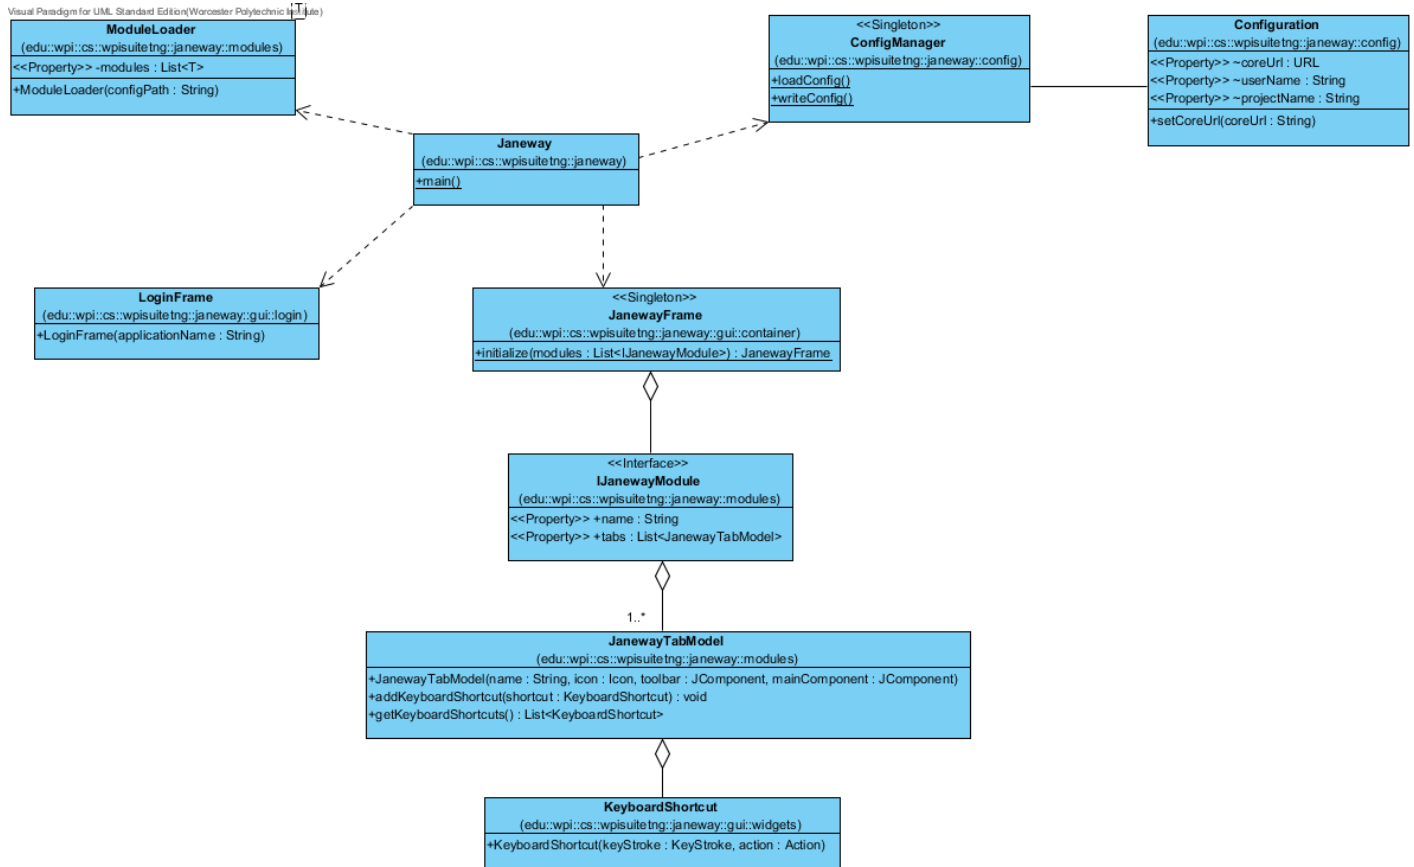 Visual Paradigm for UML Standard Edition(Worcester Polytechnic Institute)
T
ModuleLoader
(edu::wpi::cs::wpisuitetng::janeway::modules)
<<Property>> -modules : List<T>
+ModuleLoader(configPath : String)
<<Singleton>>
ConfigManager
(edu::wpi::cs::wpisuitetng::janeway::config)
+loadConfig()
+writeConfig()
Configuration
(edu::wpi::cs::wpisuitetng::janeway::config)
<<Property>> ~coreUrl : URL
<<Property>> ~userName : String
<<Property>> ~projectName : String
+setCoreUrl(coreUrl : String)
Janeway
(edu::wpi::cs::wpisuitetng::janeway)
+main()
LoginFrame
(edu::wpi::cs::wpisuitetng::janeway::gui::login)
+LoginFrame(applicationName : String)
<<Singleton>>
JanewayFrame
(edu::wpi::cs::wpisuitetng::janeway::gui::container)
+initialize(modules : List<IJanewayModule>) : JanewayFrame
<<Interface>>
IJanewayModule
(edu::wpi::cs::wpisuitetng::janeway::modules)
<<Property>> +name : String
<<Property>> +tabs : List<JanewayTabModel>
1..*
JanewayTabModel
(edu::wpi::cs::wpisuitetng::janeway::modules)
+JanewayTabModel(name : String, icon : Icon, toolbar : JComponent, mainComponent : JComponent)
+addKeyboardShortcut(shortcut : KeyboardShortcut) : void
+getKeyboardShortcuts() : List<KeyboardShortcut>
KeyboardShortcut
(edu::wpi::cs::wpisuitetng::janeway::gui::widgets)
+KeyboardShortcut(keyStroke : KeyStroke, action : Action)